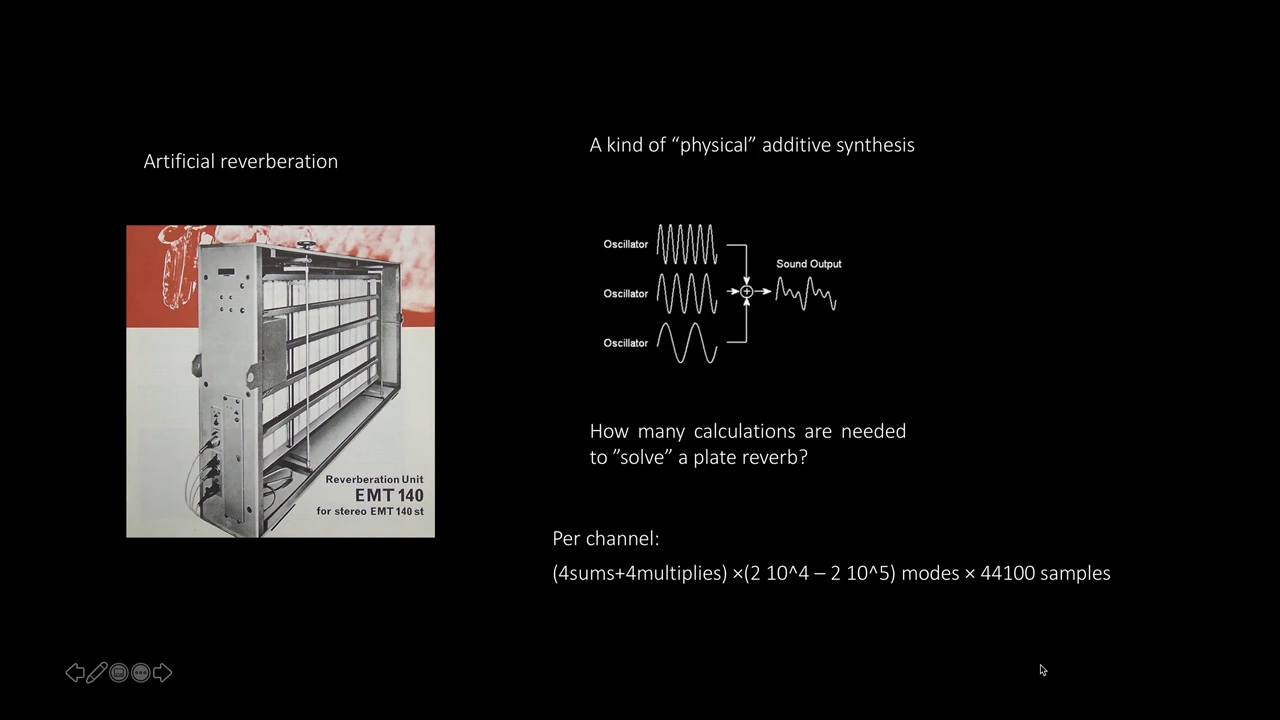 Artificial reverberation
A kind of “physical” additive synthesis
Oscillator
Oscillator
Oscillator
Sound Output
How many calculations are needed
to ”solve” a plate reverb?
Reverberation Unit
EMT 140
for stereo EMT 140 st
Per channel:
(4sums+4multiplies) ×(2 10^4 – 2 10^5) modes × 44100 samples